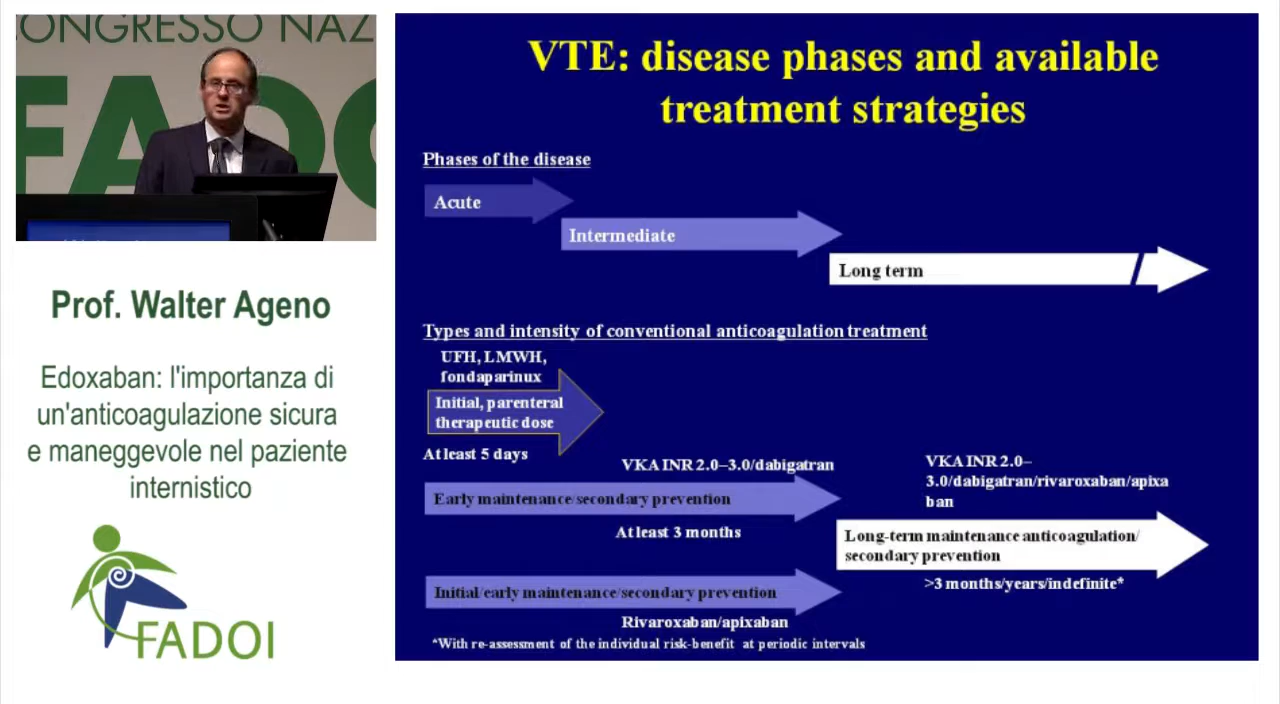 ONGRESSO NAZ
FADO
Prof. Walter Ageno
Edoxaban: l'importanza di
un'anticoagulazione sicura
e maneggevole nel paziente
internistico
FADOI
VTE: disease phases and available
treatment strategies
Phases of the disease
Acute
Intermediate
Long term
Types and intensity of conventional anticoagulation treatment
UFH, LMWH,
fondaparinux
Initial, parenteral
therapeutic dose
At least 5 days
VKA INR 2.0–3.0/dabigatran
Early maintenance/secondary prevention
At least 3 months
VKA INR 2.0–
3.0/dabigatran/rivaroxaban/apixa
ban
Long-term maintenance anticoagulation/
secondary prevention
>3 months/years/indefinite*
Initial/early maintenance/secondary prevention
Rivaroxaban/apixaban
*With re-assessment of the individual risk-benefit at periodic intervals